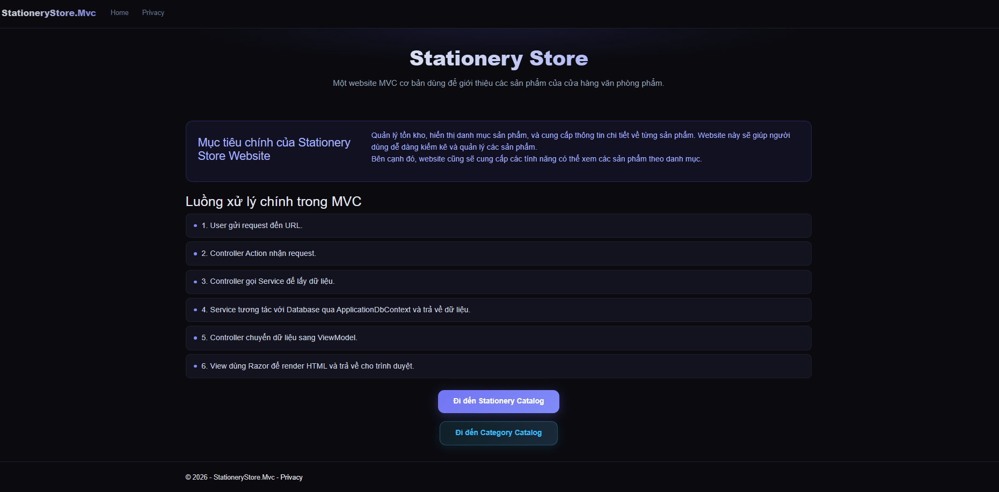 StationeryStore.Mvc Home Privacy
Stationery Store
Một website MVC cơ bản dùng để giới thiệu các sản phẩm của cửa hàng văn phòng phẩm.
Mục tiêu chính của Stationery
Store Website
Quản lý tồn kho, hiển thị danh mục sản phẩm, và cung cấp thông tin chi tiết về từng sản phẩm. Website này sẽ giúp người
dùng dễ dàng kiểm kê và quản lý các sản phẩm.
Bên cạnh đó, website cũng sẽ cung cấp các tính năng có thể xem các sản phẩm theo danh mục.
Luồng xử lý chính trong MVC
1. User gửi request đến URL.
2. Controller Action nhận request.
3. Controller gọi Service để lấy dữ liệu.
4. Service tương tác với Database qua ApplicationDbContext và trả về dữ liệu.
5. Controller chuyển dữ liệu sang ViewModel.
6. View dùng Razor để render HTML và trả về cho trình duyệt.
Đi đến Stationery Catalog
Đi đến Category Catalog
© 2026 - StationeryStore.Mvc - Privacy